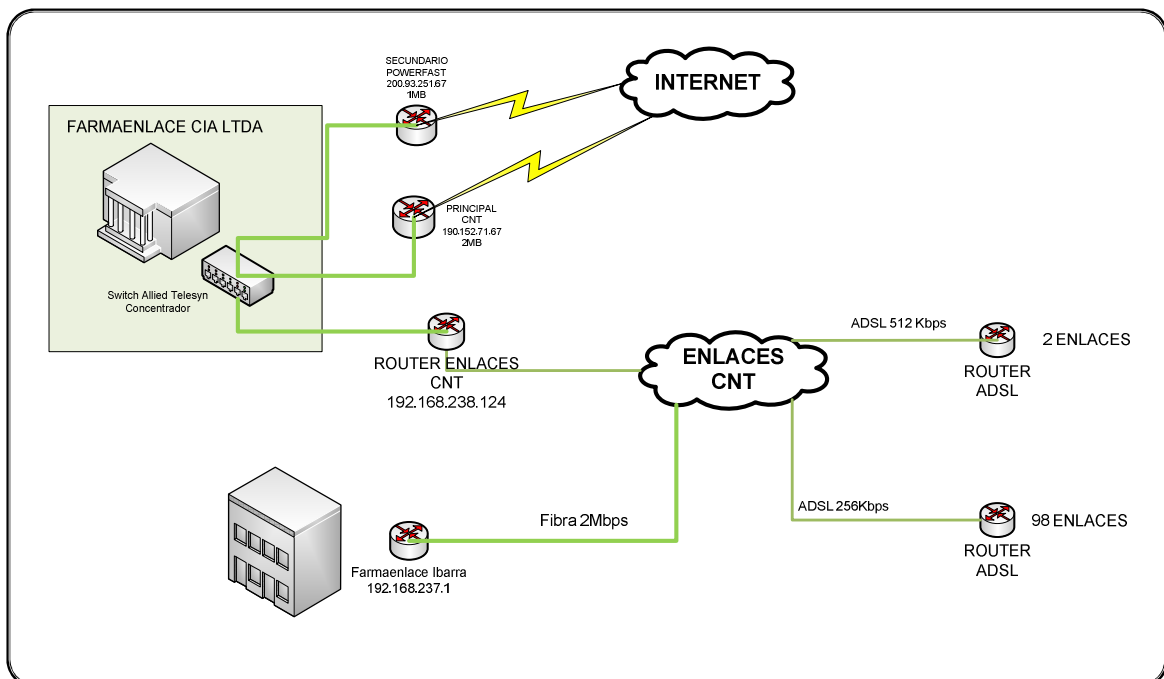 SECUNDARIO
POWERFAST
200.93.251.67
1MB
INTERNET
FARMAENLACE CIA LTDA
PRINCIPAL
CNT
190.152.71.67
2MB
Switch Allied Telesyn
Concentrador
ROUTER ENLACES
CNT
192.168.238.124
ENLACES
CNT
ADSL 512 Kbps
2 ENLACES
ROUTER
ADSL
ADSL 256Kbps
98 ENLACES
ROUTER
ADSL
Fibra 2Mbps
Farmaenlace Ibarra
192.168.237.1